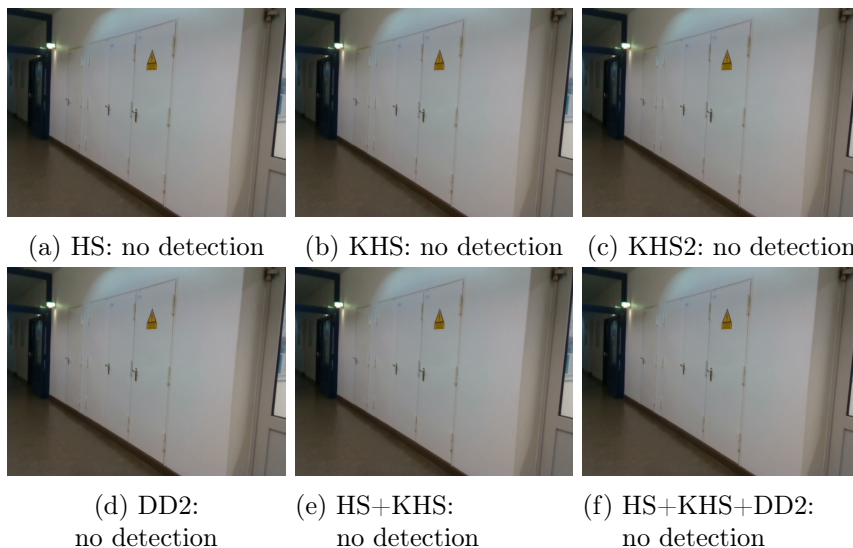 (a) HS: no detection
(b) KHS: no detection
(c) KHS2: no detection
(d) DD2:
no detection
(e) HS+KHS:
no detection
(f) HS+KHS+DD2:
no detection